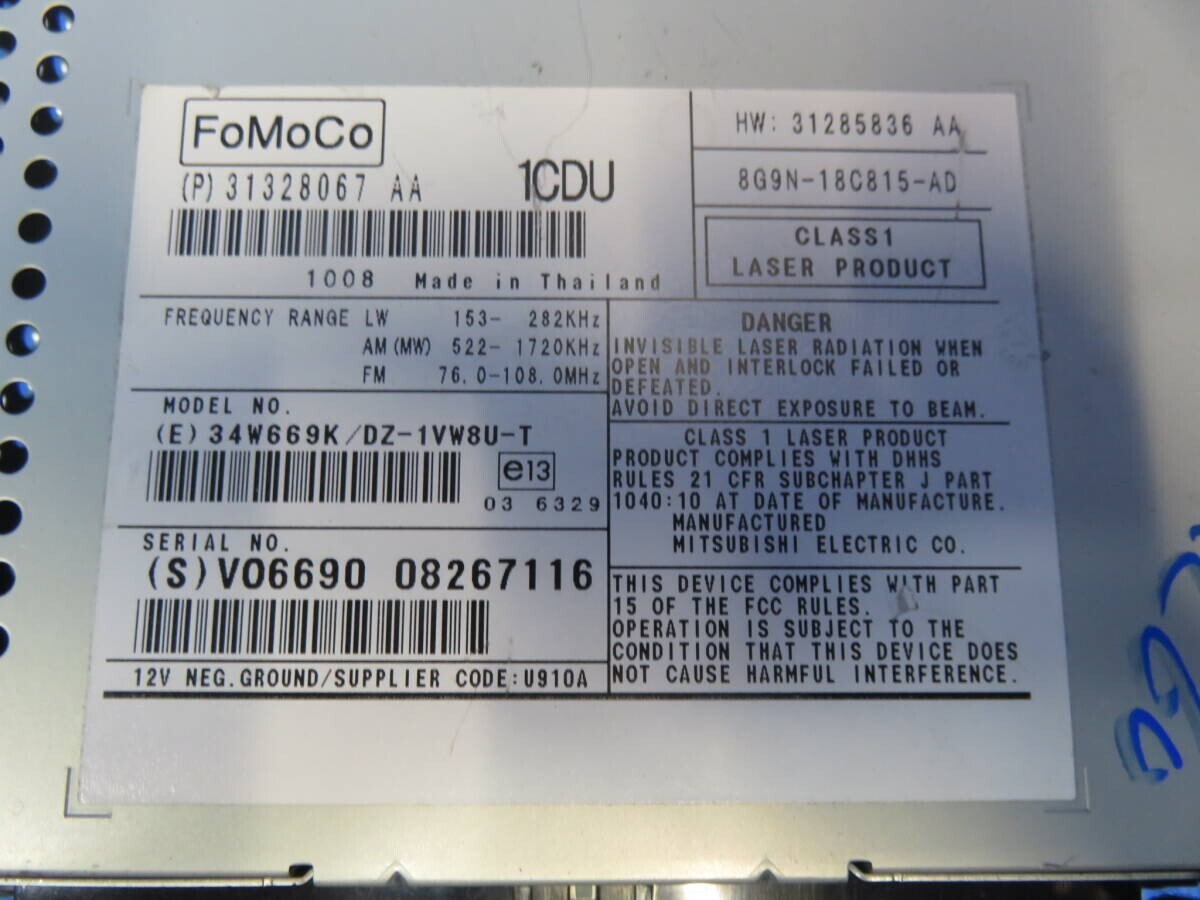 FoMoCo
(P) 31328067 AA 1CDU
1008 Made in Thailand
HW: 31285836 AA
8G9N-18C815-AD
CLASS1
LASER PRODUCT
FREQUENCY RANGE LW 153- 282KHz
AM(MW) 522- 1720KHz
FM 76.0-108.0MHz
MODEL NO.
(E) 34W669K/DZ-1VW8U-T
e13
03 6329
SERIAL NO.
(S) V06690 08267116
12V NEG.GROUND/SUPPLIER CODE:U910A
DANGER
INVISIBLE LASER RADIATION WHEN
OPEN AND INTERLOCK FAILED OR
DEFEATED.
AVOID DIRECT EXPOSURE TO BEAM.
CLASS 1 LASER PRODUCT
PRODUCT COMPLIES WITH DHHS
RULES 21 CFR SUBCHAPTER J PART
1040:10 AT DATE OF MANUFACTURE.
MANUFACTURED
MITSUBISHI ELECTRIC CO.
THIS DEVICE COMPLIES WITH PART
15 OF THE FCC RULES.
OPERATION IS SUBJECT TO THE
CONDITION THAT THIS DEVICE DOES
NOT CAUSE HARMFUL INTERFERENCE.